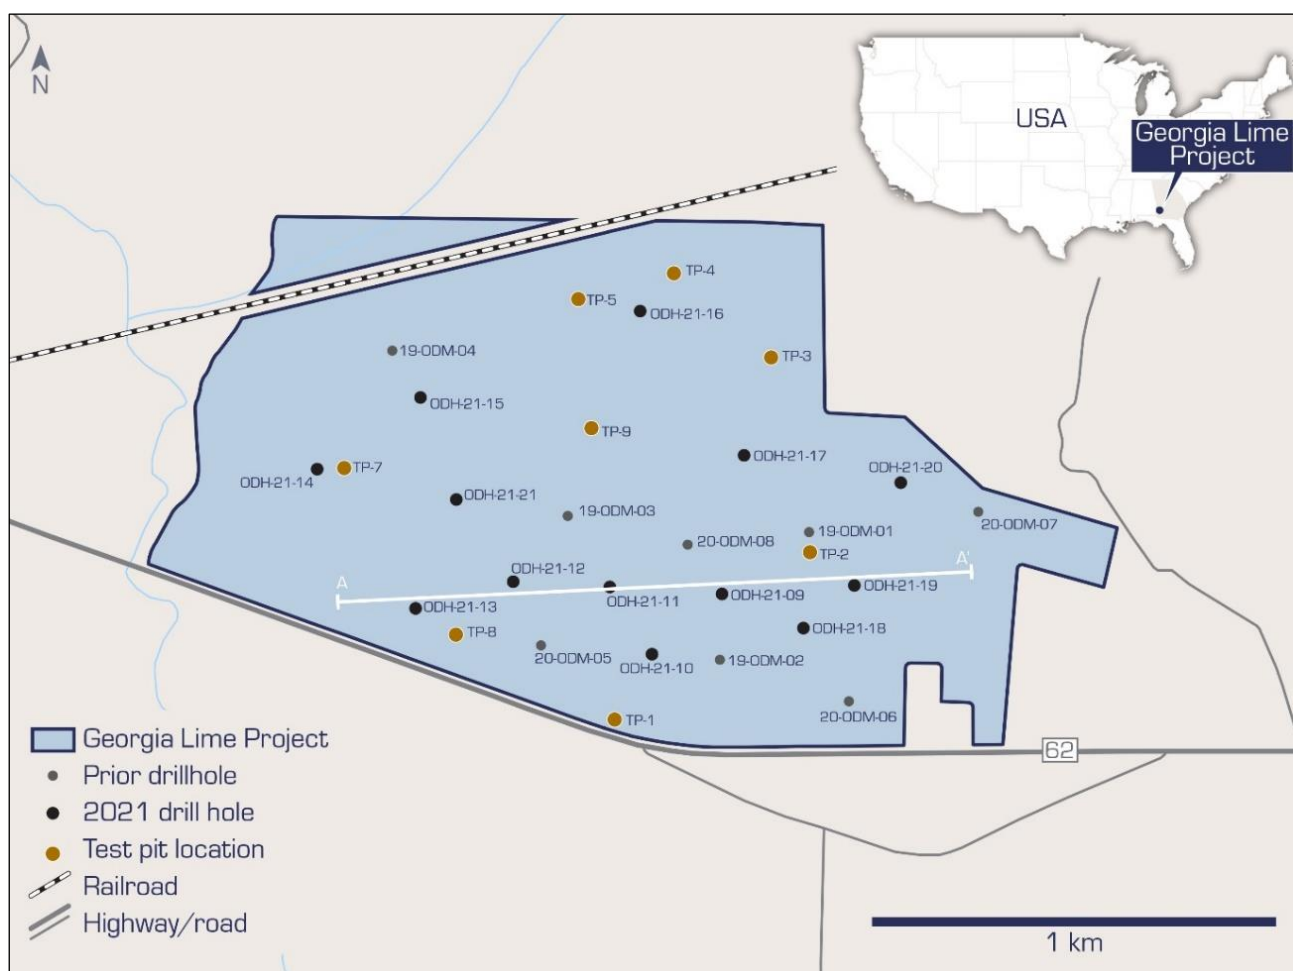 N
USA
Georgia Lime
Project
TP-4
TP-5
ODH-21-16
19-ODM-04
TP-3
ODH-21-15
TP-9
ODH-21-17
TP-7
ODH-21-14
ODH-21-20
ODH-21-21
19-ODM-03
20-ODM-07
19-ODM-01
20-ODM-08
TP-2
A
A'
ODH-21-12
ODH-21-11
ODH-21-09
ODH-21-19
ODH-21-13
TP-8
ODH-21-18
20-ODM-05
ODH-21-10
19-ODM-02
20-ODM-06
TP-1
62
Georgia Lime Project
Prior drillhole
2021 drill hole
Test pit location
Railroad
Highway/road
1 km